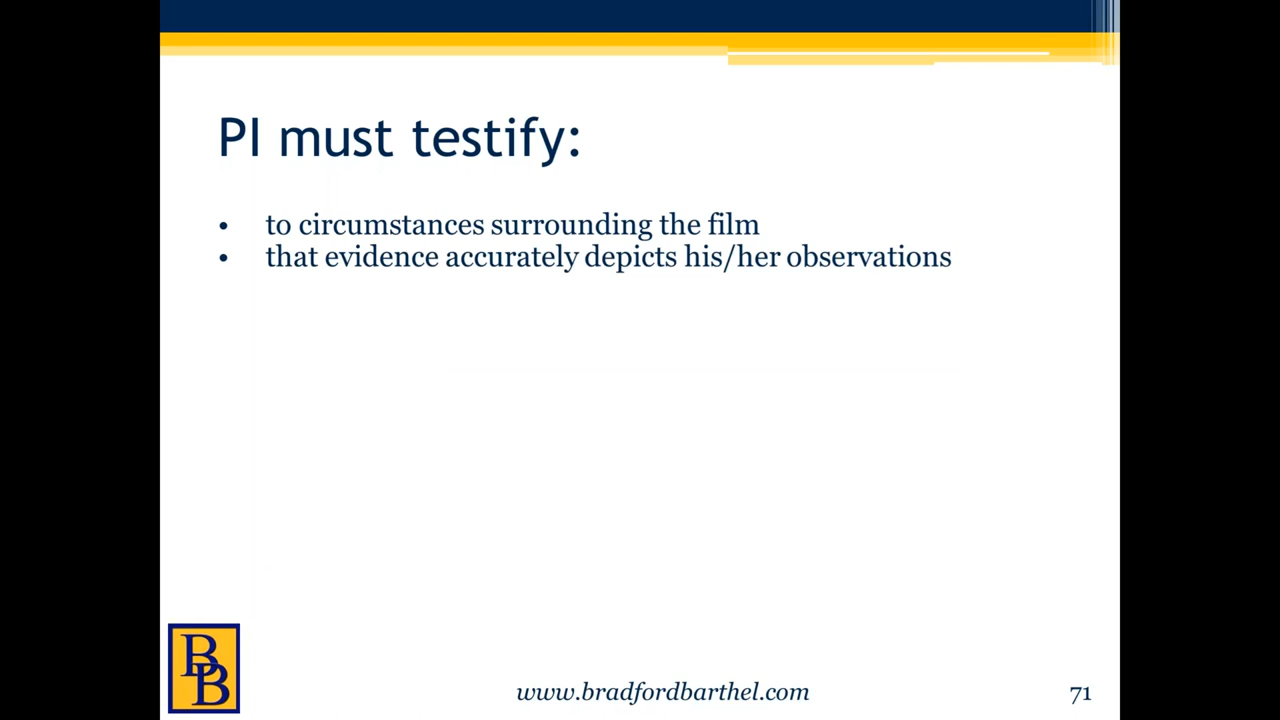 PI must testify:
• to circumstances surrounding the film
• that evidence accurately depicts his/her observations
BB
www.bradfordbarthel.com
71